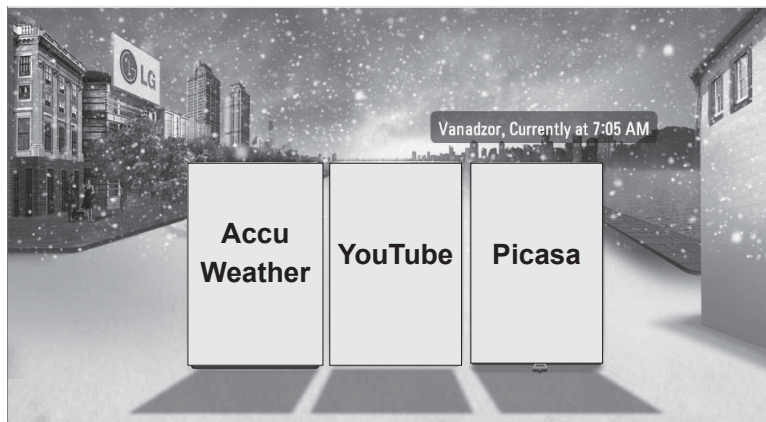 LG
Vanadzor, Currently at 7:05 AM
Accu
Weather
YouTube
Picasa